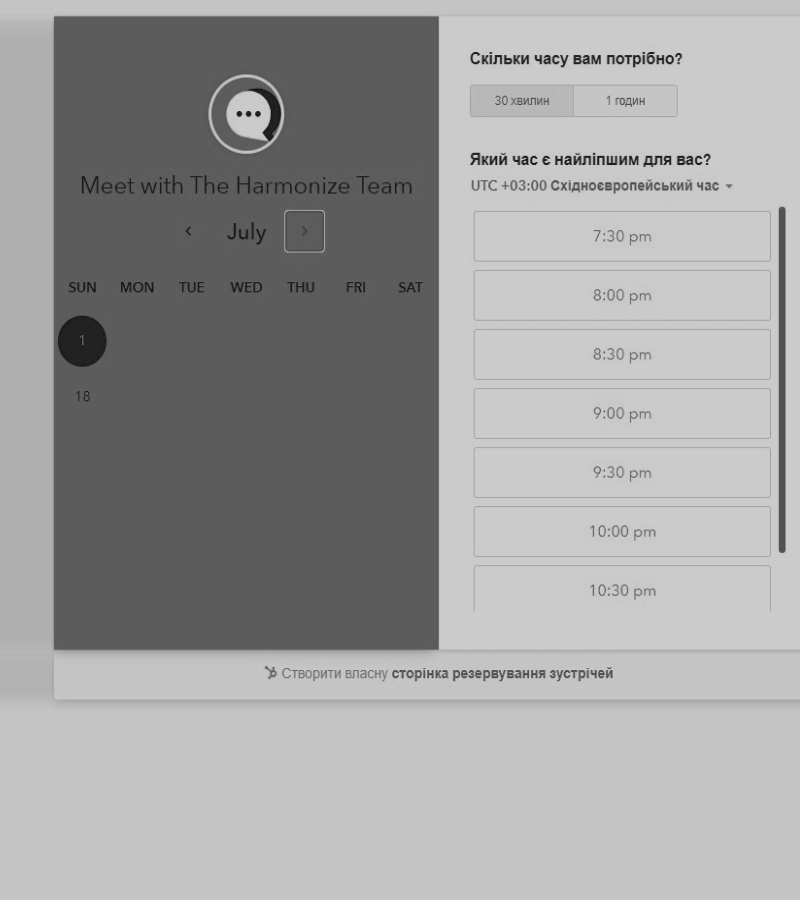 Meet with The Harmonize Team
July
SUN MON TUE WED THU FRI SAT
1
18
Скільки часу вам потрібно?
30 хвилин 1 годин
Який час є найліпшим для вас?
UTC +03:00 Східноєвропейський час
7:30 pm
8:00 pm
8:30 pm
9:00 pm
9:30 pm
10:00 pm
10:30 pm
Створити власну сторінка резервування зустрічей